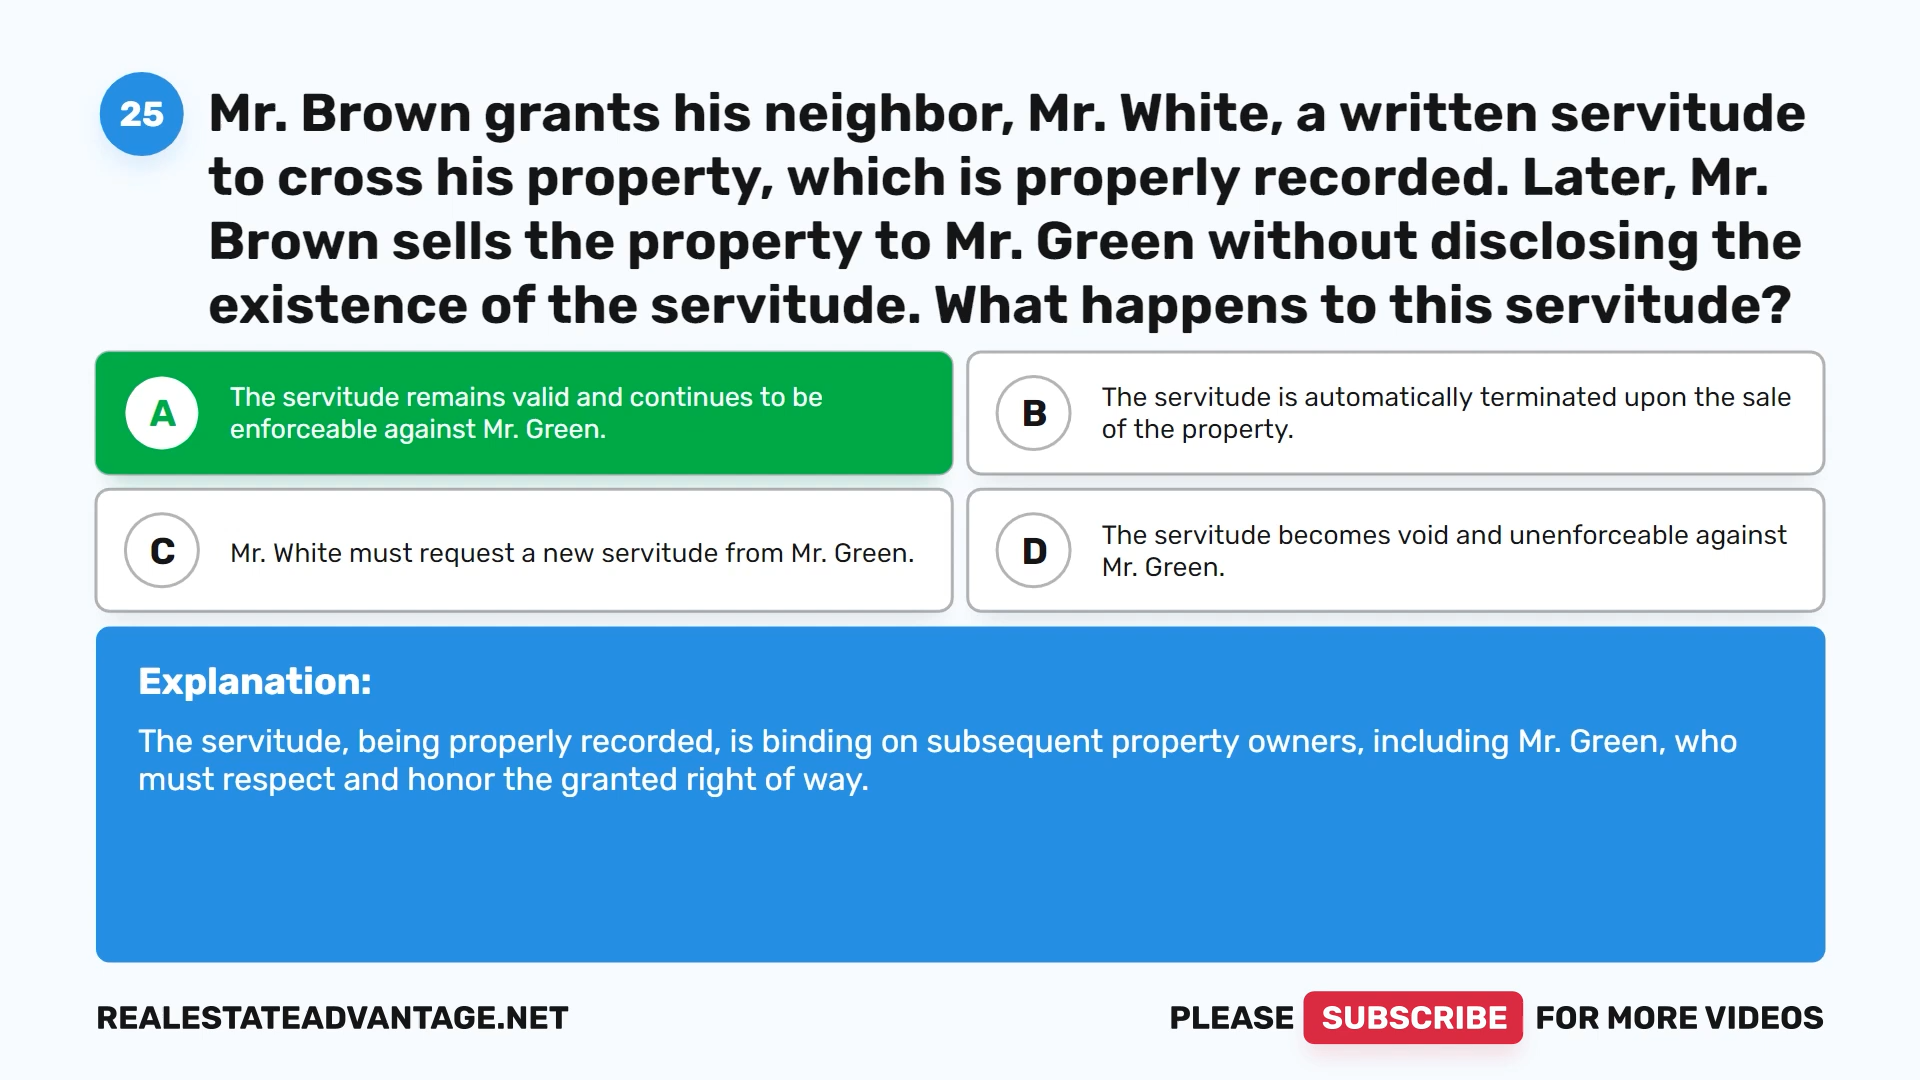 25
Mr. Brown grants his neighbor, Mr. White, a written servitude
to cross his property, which is properly recorded. Later, Mr.
Brown sells the property to Mr. Green without disclosing the
existence of the servitude. What happens to this servitude?
A
The servitude remains valid and continues to be
enforceable against Mr. Green.
B
The servitude is automatically terminated upon the sale
of the property.
C
Mr. White must request a new servitude from Mr. Green.
D
The servitude becomes void and unenforceable against
Mr. Green.
Explanation:
The servitude, being properly recorded, is binding on subsequent property owners, including Mr. Green, who
must respect and honor the granted right of way.
REALESTATEADVANTAGE.NET
PLEASE SUBSCRIBE FOR MORE VIDEOS